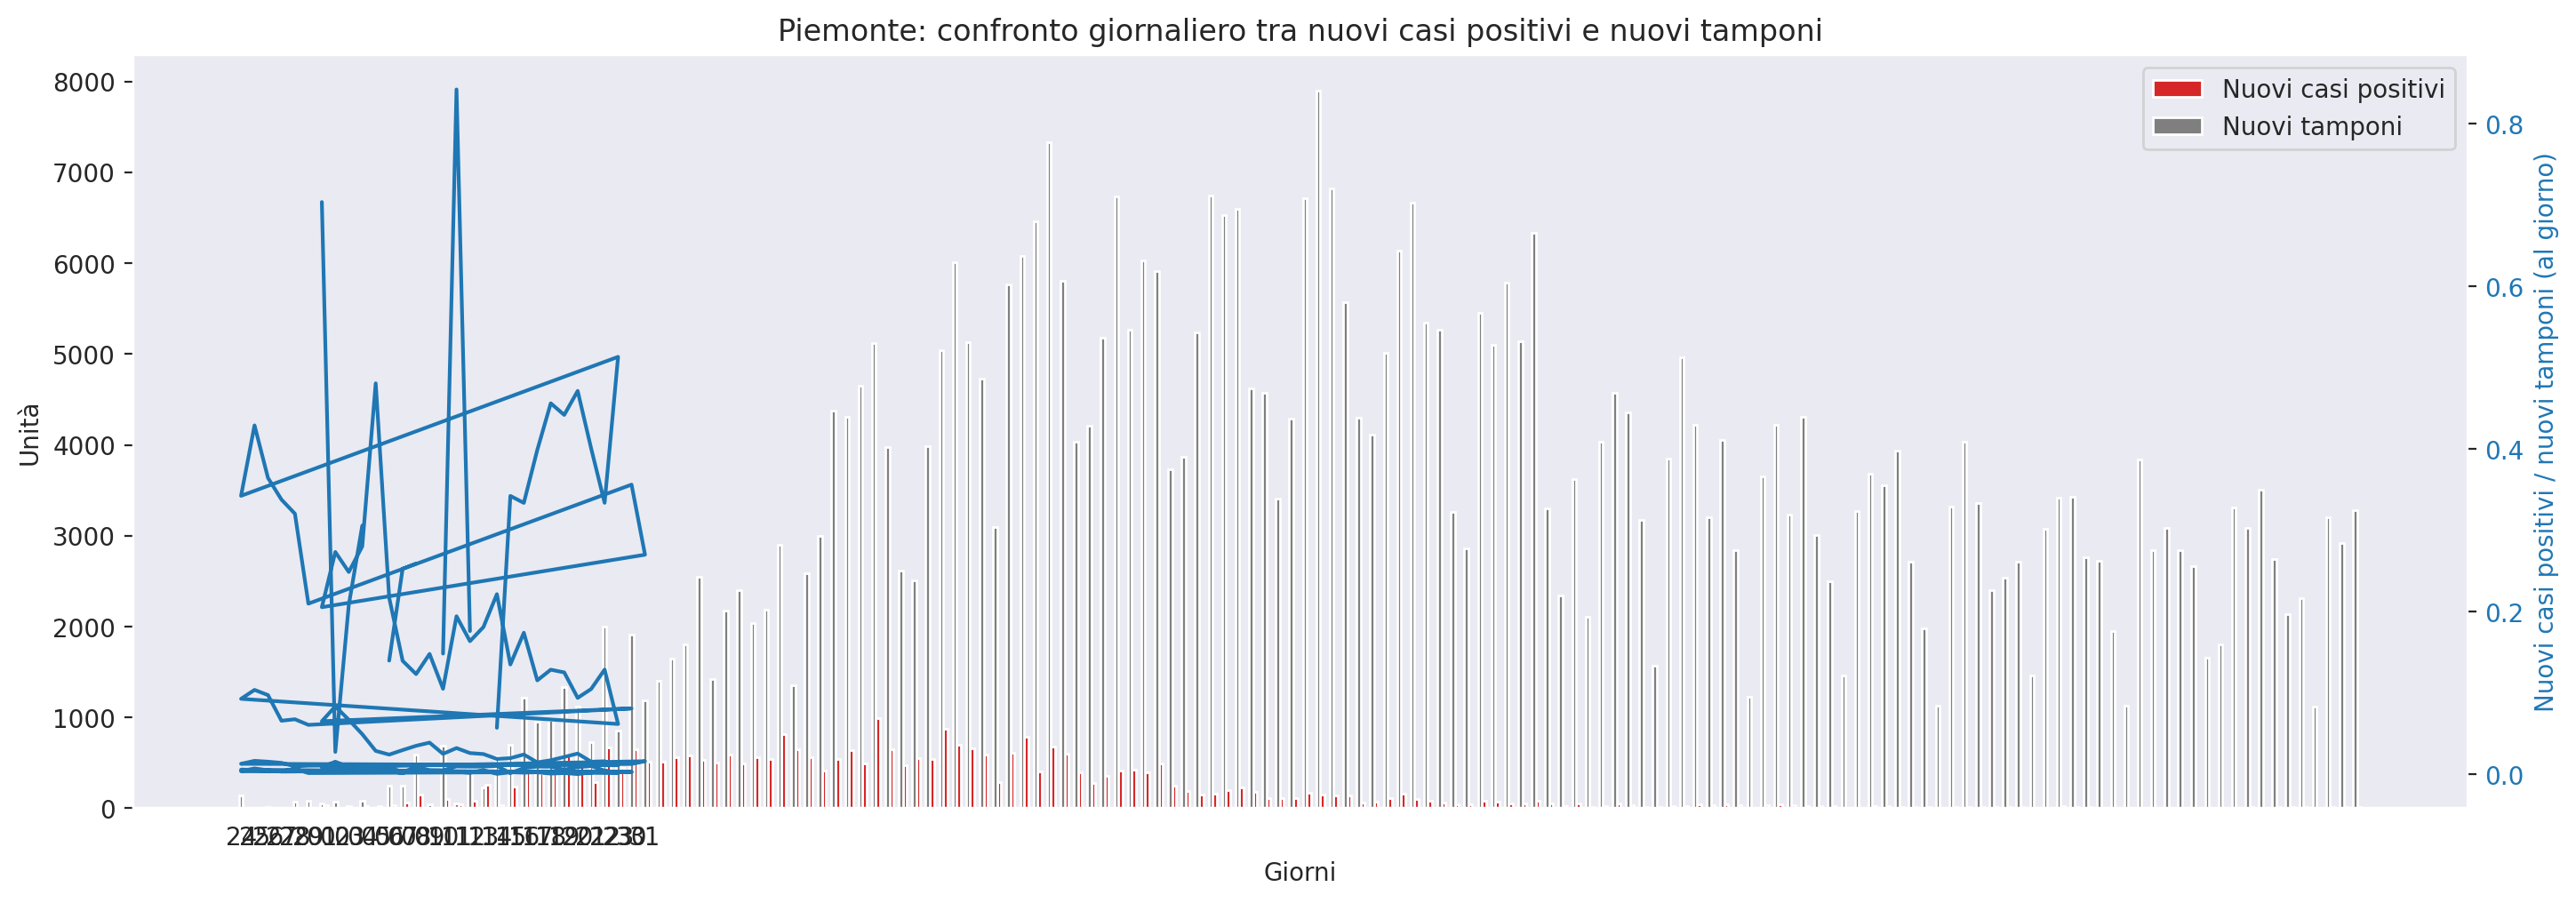 Piemonte: confronto giornaliero tra nuovi casi positivi e nuovi tamponi
Nuovi casi positivi
Nuovi tamponi
8000
7000
6000
5000
4000
3000
2000
1000
0
Unità
0.8
0.6
0.4
0.2
0.0
Nuovi casi positivi / nuovi tamponi (al giorno)
Giorni